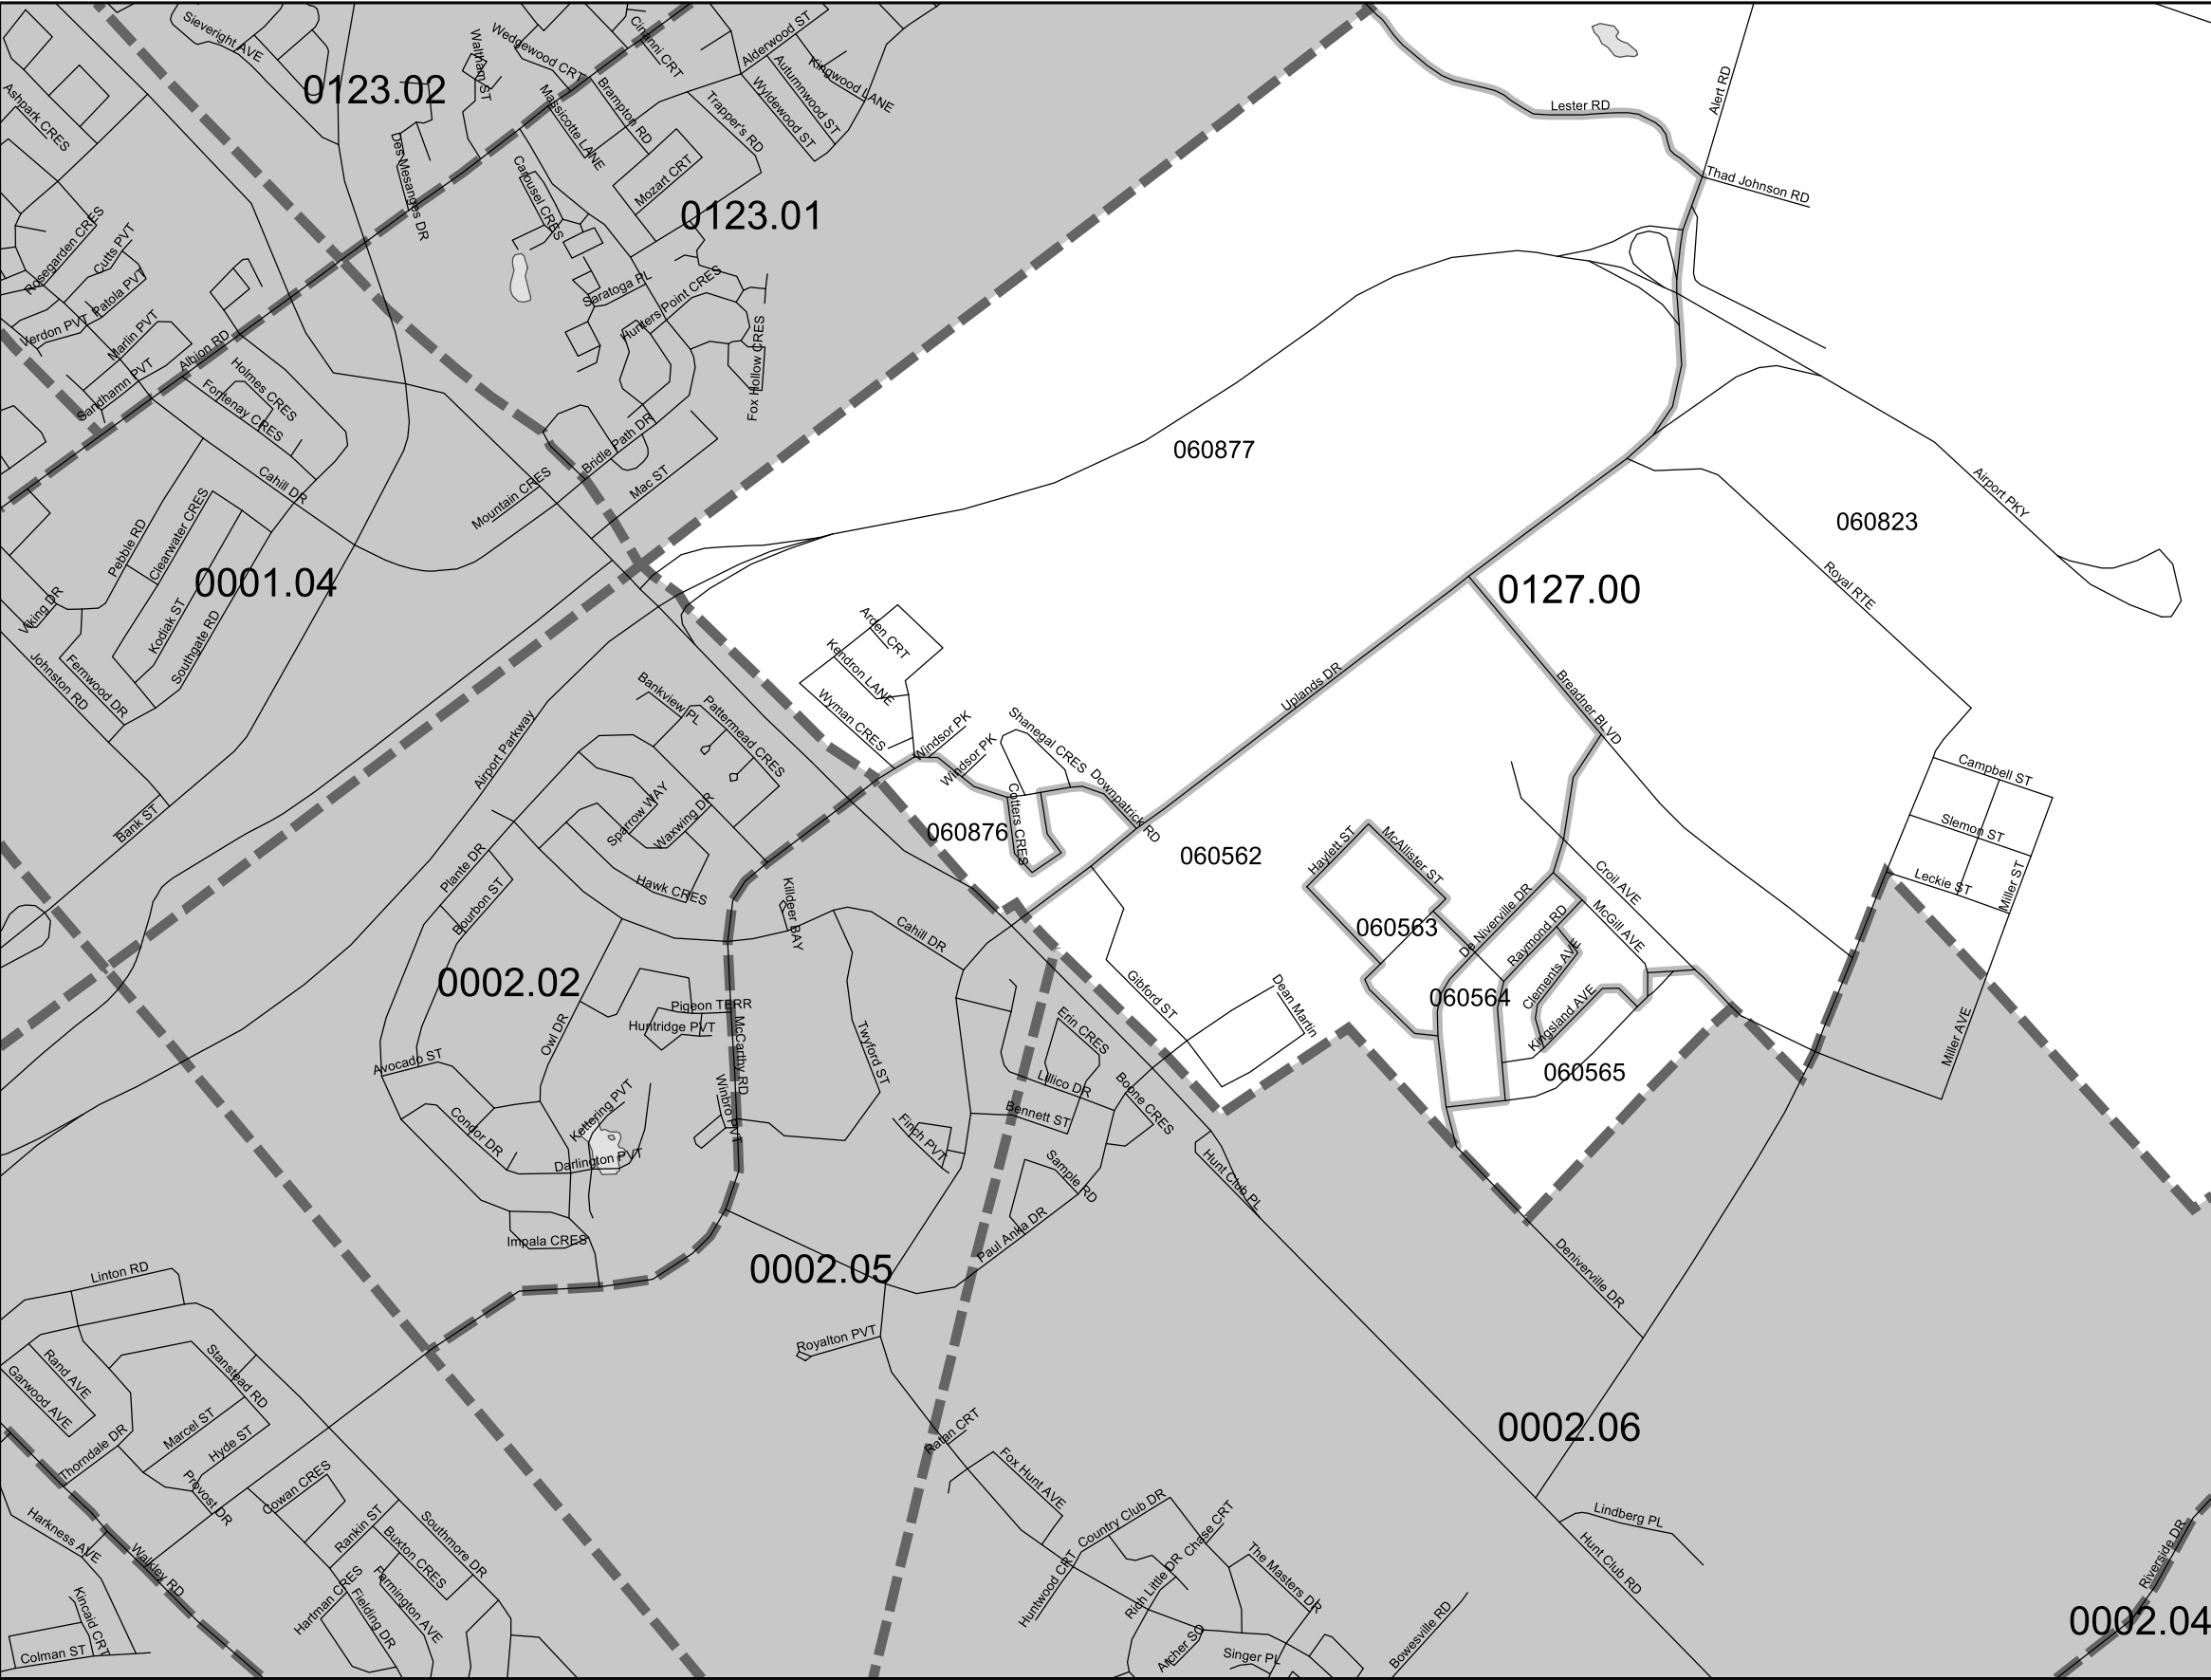 Sieveright AVE
0123.02
Waltham ST
Wedgewood CRT
Cinanni CRT
Alderwood ST
Kingwood LANE
Autumnwood ST
Wyldewood ST
Brampton RD
Massicotte LANE
Trapper's RD
Ashpark CRES
Des Mesanges DR
Carousel CRES
Mozart CRT
0123.01
Lester RD
Alert RD
Thad Johnson RD
Rosegarden CRES
Cutts PVT
Patola PVT
Verdon PVT
Marlin PVT
Sandhamn PVT
Albion RD
Holmes CRES
Fontenay CRES
Saratoga PL
Hunters Point CRES
Fox Hollow CRES
Bridle Path DR
Mac ST
Mountain CRES
Cahill DR
060877
Airport PKY
060823
Pebble RD
Clearwater CRES
0001.04
Kodiak ST
Southgate RD
Viking DR
Fernwood DR
Johnston RD
Bank ST
0127.00
Royal RTE
Arden CRT
Kendron LANE
Wyman CRES
Windsor PK
Windsor PK
Shanegal CRES
Downpatrick RD
Cotters CRES
Uplands DR
Breadner BLVD
Bankview PL
Pattermead CRES
Airport Parkway
Sparrow WAY
Waxwing DR
Hawk CRES
Plante DR
Bourbon ST
060876
060562
Haylett ST
McAllister ST
Croil AVE
Campbell ST
Slemon ST
Leckie ST
Miller ST
Killdeer BAY
Cahill DR
060563
De Niverville DR
Raymond RD
McGill AVE
Clements AVE
060564
Kingsland AVE
060565
Miller AVE
0002.02
Pigeon TERR
Huntridge PVT
McCarthy RD
Owl DR
Avocado ST
Twyford ST
Gibford ST
Dean Martin
Erin CRES
Lillico DR
Boone CRES
Bennett ST
Winbro PVT
Kettering PVT
Condor DR
Darlington PVT
Finch PVT
Sample RD
Hunt Club PL
Paul Anka DR
Impala CRES
0002.05
Deniverville DR
Linton RD
Royalton PVT
Rand AVE
Garwood AVE
Stanstead RD
Marcel ST
Hyde ST
Thorndale DR
Provost DR
Cowan CRES
Rankin ST
Buxton CRES
Southmore DR
Harkness AVE
Walkley RD
Hartman CRES
Fielding DR
Farmington AVE
Kincaid CRT
Colman ST
Ratan CRT
Fox Hunt AVE
0002.06
Country Club DR
Chase CRT
Huntwood CRT
Rich Little DR
The Masters DR
Archer SQ
Singer PL
Bowesville RD
Lindberg PL
Hunt Club RD
Riverside DR
0002.04